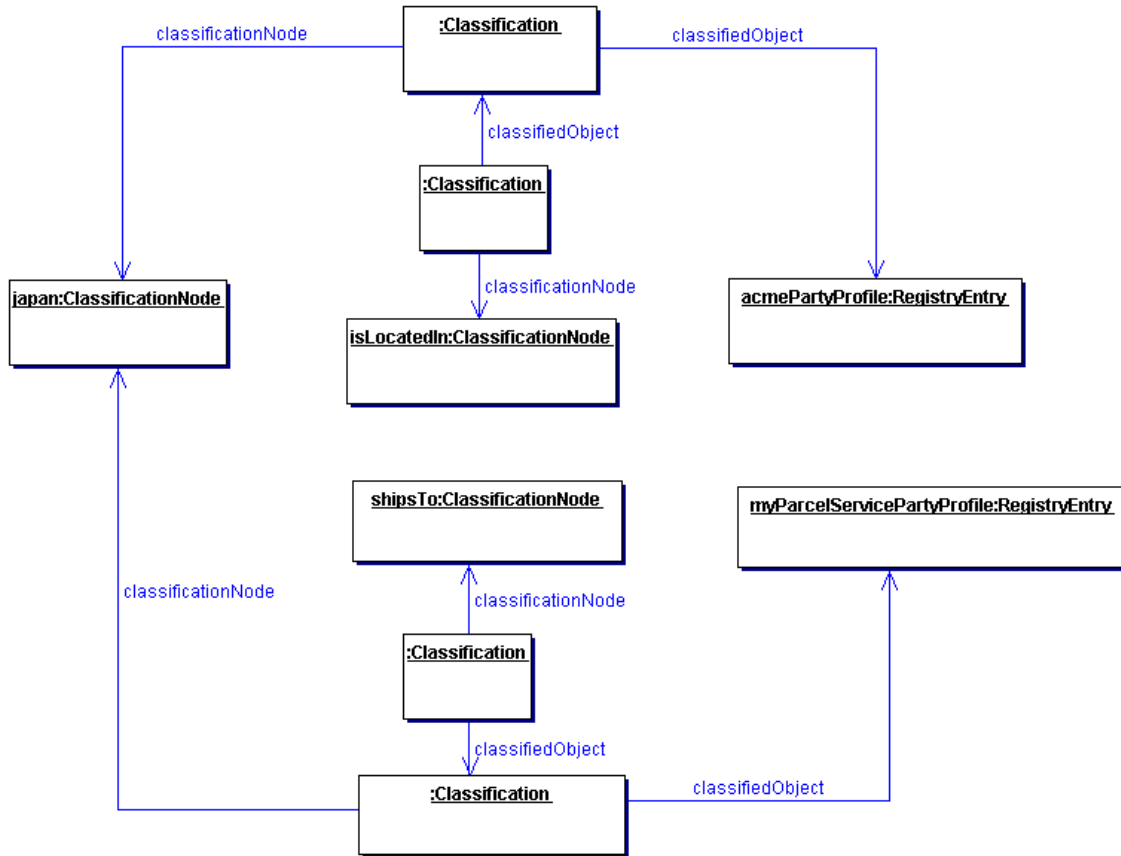 :Classification
classificationNode
classifiedObject
classifiedObject
:Classification
classificationNode
japan:ClassificationNode
acmePartyProfile:RegistryEntry
isLocatedIn:ClassificationNode
shipsTo:ClassificationNode
myParcelServicePartyProfile:RegistryEntry
classificationNode
classificationNode
:Classification
classifiedObject
classifiedObject
:Classification